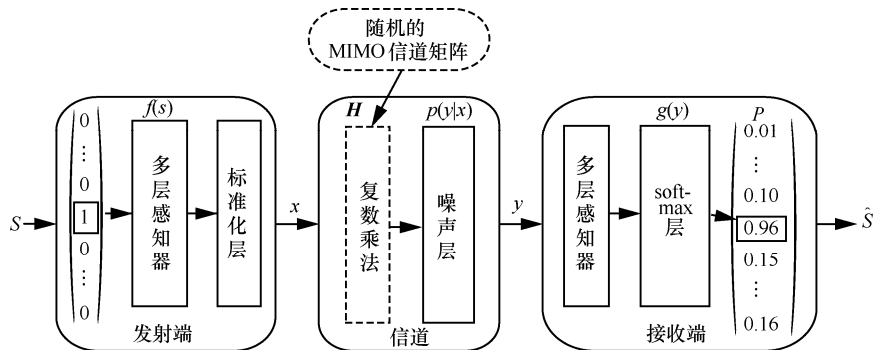 随机的
MIMO信道矩阵
f(s)
H
p(y|x)
g(y)
P
S
0
⋮
0
1
0
⋮
0
多层感知器
标准化层
x
复数乘法
噪声层
y
多层感知器
soft-
max
层
0.01
⋮
0.10
0.96
0.15
⋮
0.16
Ŝ
发射端
信道
接收端